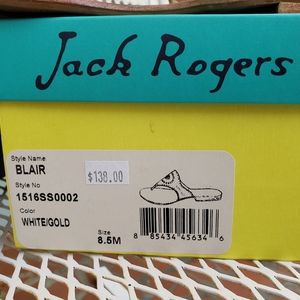 Jack Rogers
Style Name
BLAIR
$138.00
Style No
1516SS0002
Color
WHITE/GOLD
Size
8.5M
8 85434 45634 6